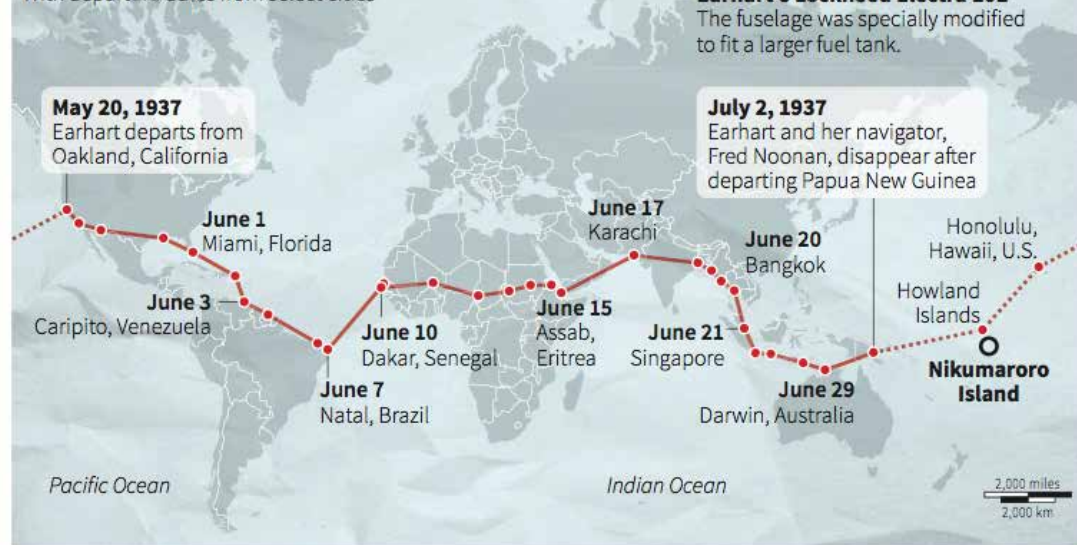 The fuselage was specially modified
to fit a larger fuel tank.
May 20, 1937
Earhart departs from
Oakland, California
July 2, 1937
Earhart and her navigator,
Fred Noonan, disappear after
departing Papua New Guinea
June 1
Miami, Florida
June 3
Caripito, Venezuela
June 7
Natal, Brazil
June 10
Dakar, Senegal
June 15
Assab,
Eritrea
June 17
Karachi
June 20
Bangkok
June 21
Singapore
June 29
Darwin, Australia
Honolulu,
Hawaii, U.S.
Howland
Islands
Nikumaroro
Island
Pacific Ocean
Indian Ocean
2,000 miles
2,000 km